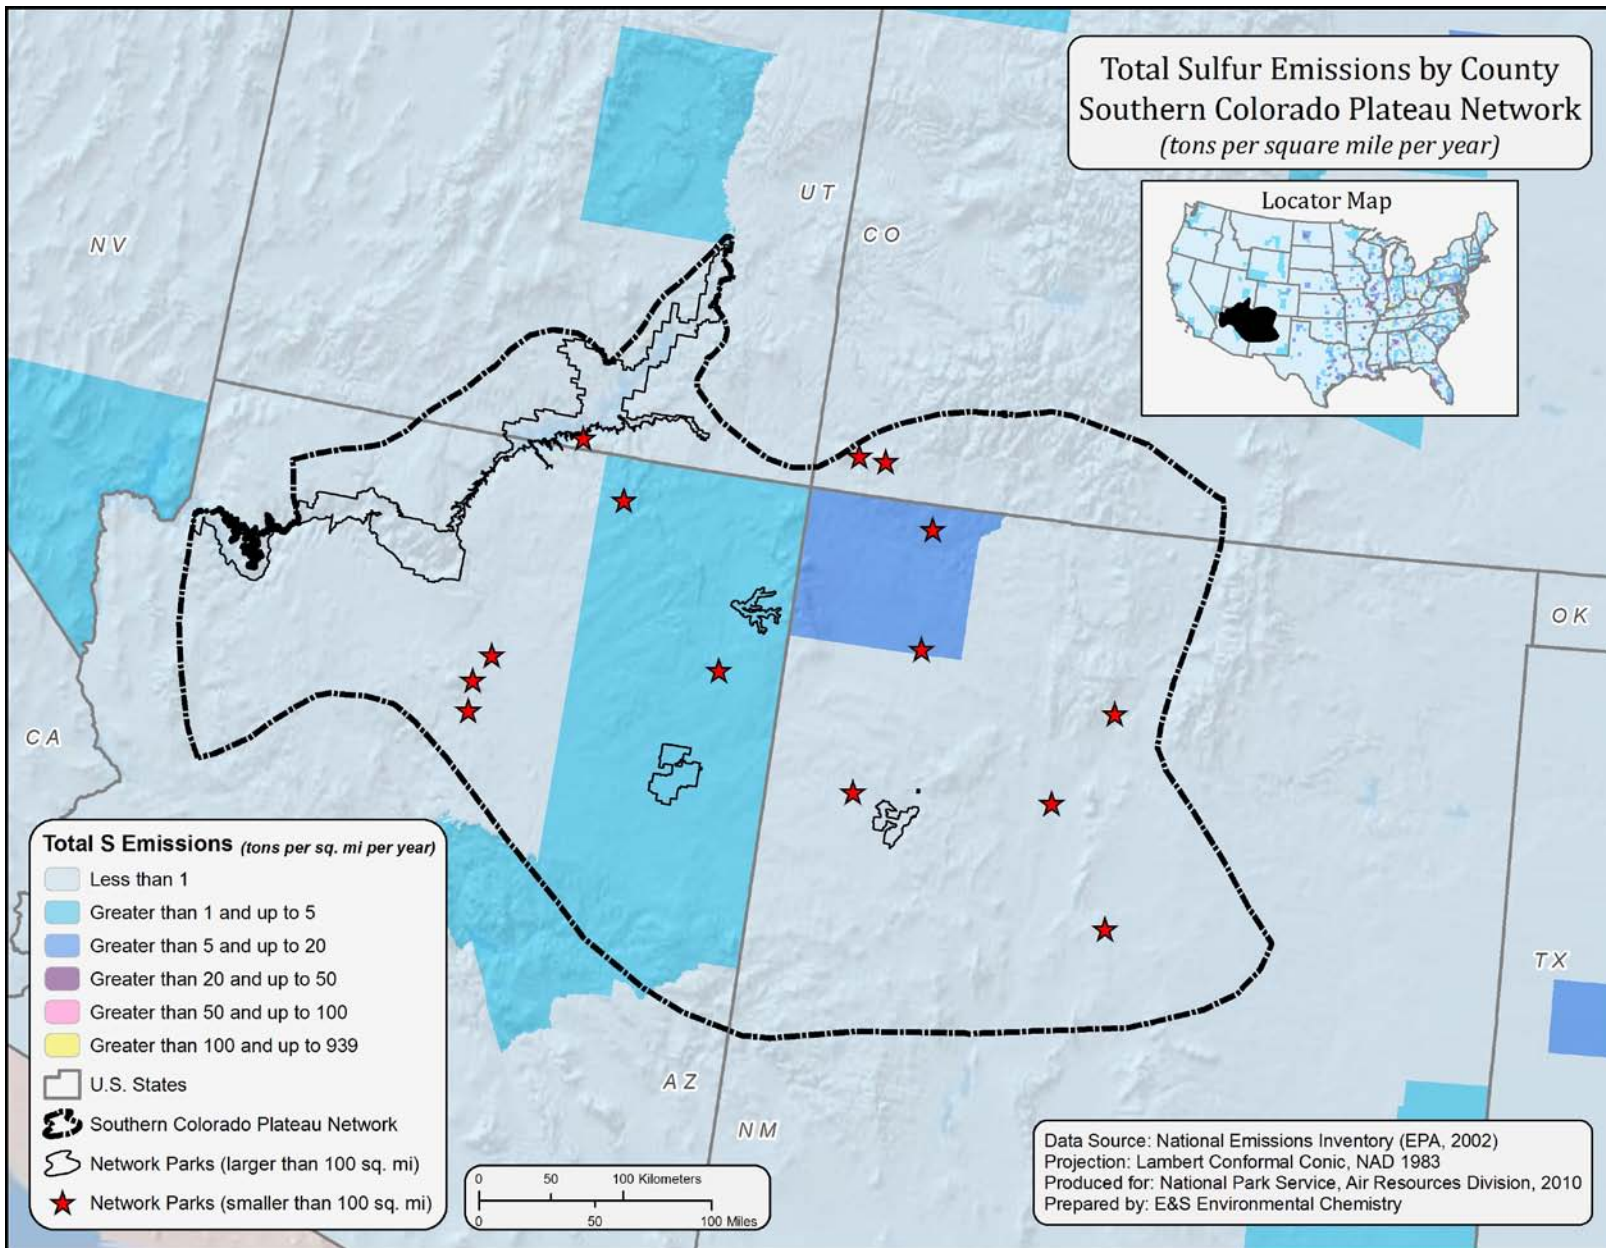 Total Sulfur Emissions by County
Southern Colorado Plateau Network
(tons per square mile per year)
Locator Map
UT
CO
NV
OK
CA
TX
AZ
NM
Total S Emissions (tons per sq. mi per year)
Less than 1
Greater than 1 and up to 5
Greater than 5 and up to 20
Greater than 20 and up to 50
Greater than 50 and up to 100
Greater than 100 and up to 939
U.S. States
Southern Colorado Plateau Network
Network Parks (larger than 100 sq. mi)
Network Parks (smaller than 100 sq. mi)
0 50 100 Kilometers
0 50 100 Miles
Data Source: National Emissions Inventory (EPA, 2002)
Projection: Lambert Conformal Conic, NAD 1983
Produced for: National Park Service, Air Resources Division, 2010
Prepared by: E&S Environmental Chemistry